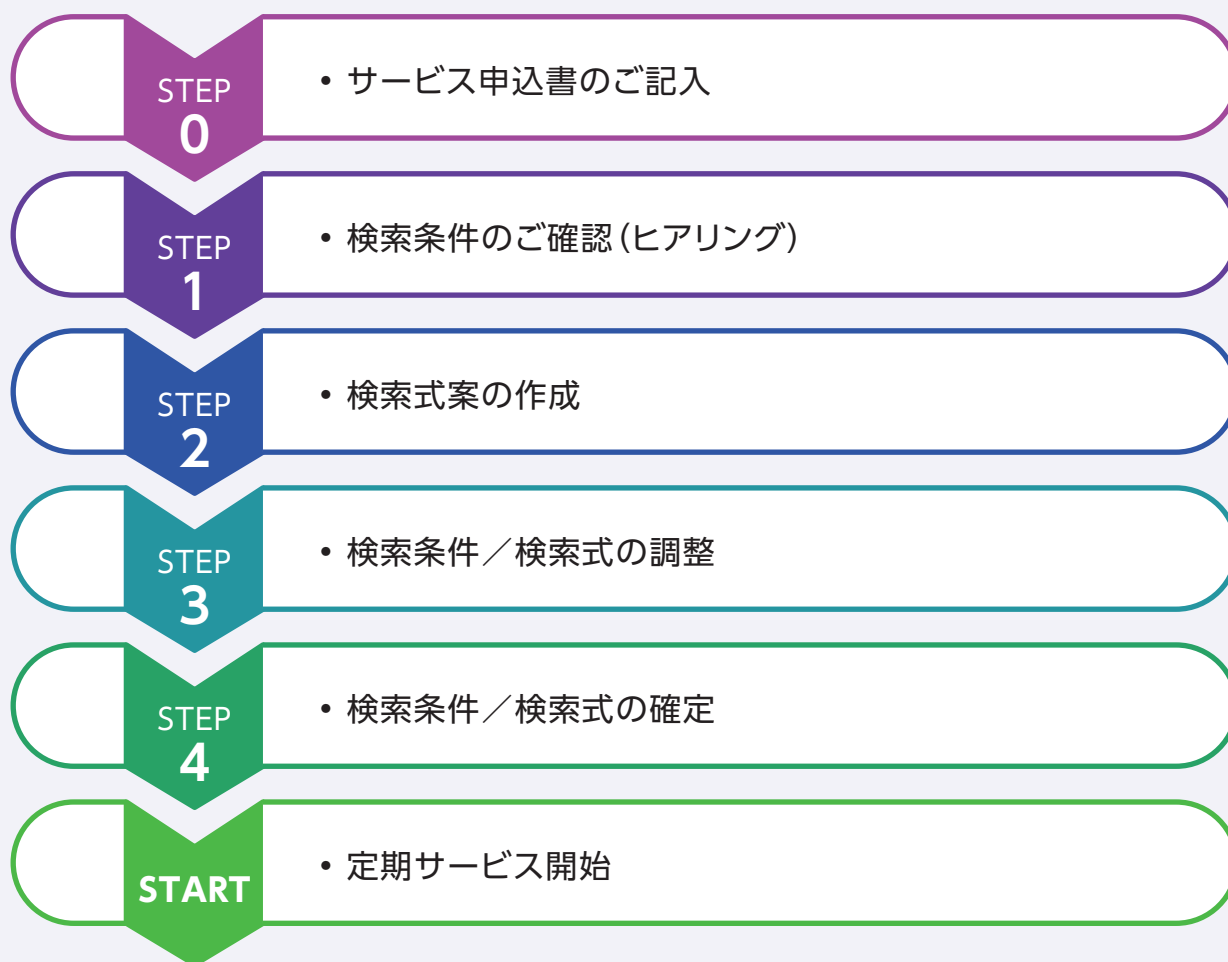 STEP
0
• サービス申込書のご記入
STEP
1
• 検索条件のご確認(ヒアリング)
STEP
2
• 検索式案の作成
STEP
3
• 検索条件/検索式の調整
STEP
4
• 検索条件/検索式の確定
START
• 定期サービス開始